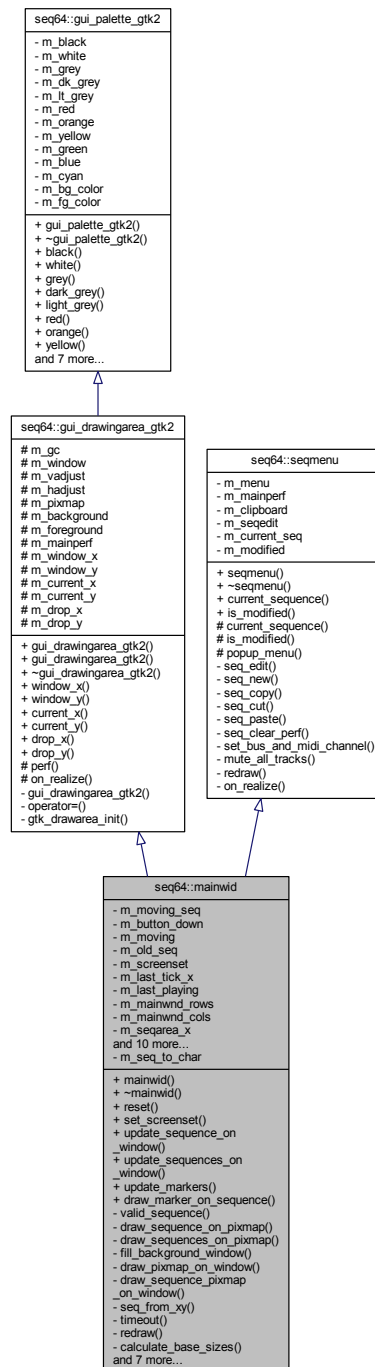 seq64::gui_palette_gtk2
- m_black
- m_white
- m_grey
- m_dk_grey
- m_lt_grey
- m_red
- m_orange
- m_yellow
- m_green
- m_blue
- m_cyan
- m_bg_color
- m_fg_color
+ gui_palette_gtk2()
+ ~gui_palette_gtk2()
+ black()
+ white()
+ grey()
+ dark_grey()
+ light_grey()
+ red()
+ orange()
+ yellow()
and 7 more...
seq64::gui_drawingarea_gtk2
# m_gc
# m_window
# m_vadjust
# m_hadjust
# m_pixmap
# m_background
# m_foreground
# m_mainperf
# m_window_x
# m_window_y
# m_current_x
# m_current_y
# m_drop_x
# m_drop_y
+ gui_drawingarea_gtk2()
+ gui_drawingarea_gtk2()
+ ~gui_drawingarea_gtk2()
+ window_x()
+ window_y()
+ current_x()
+ current_y()
+ drop_x()
+ drop_y()
# perf()
# on_realize()
- gui_drawingarea_gtk2()
- operator=()
- gtk_drawarea_init()
seq64::seqmenu
- m_menu
- m_mainperf
- m_clipboard
- m_seqedit
- m_current_seq
- m_modified
+ seqmenu()
+ ~seqmenu()
+ current_sequence()
+ is_modified()
# current_sequence()
# is_modified()
# popup_menu()
- seq_edit()
- seq_new()
- seq_copy()
- seq_cut()
- seq_paste()
- seq_clear_perf()
- set_bus_and_midi_channel()
- mute_all_tracks()
- redraw()
- on_realize()
seq64::mainwid
- m_moving_seq
- m_button_down
- m_moving
- m_old_seq
- m_screenset
- m_last_tick_x
- m_last_playing
- m_mainwnd_rows
- m_mainwnd_cols
- m_seqarea_x
and 10 more...
- m_seq_to_char
+ mainwid()
+ ~mainwid()
+ reset()
+ set_screenset()
+ update_sequence_on
_window()
+ update_sequences_on
_window()
+ update_markers()
+ draw_marker_on_sequence()
- valid_sequence()
- draw_sequence_on_pixmap()
- draw_sequences_on_pixmap()
- fill_background_window()
- draw_pixmap_on_window()
- draw_sequence_pixmap
_on_window()
- seq_from_xy()
- timeout()
- redraw()
- calculate_base_sizes()
and 7 more...